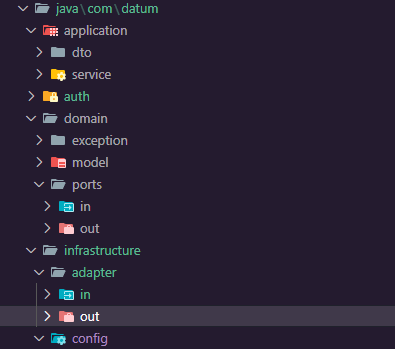 java\com\datum
application
dto
service
auth
domain
exception
model
ports
in
out
infrastructure
adapter
in
out
config